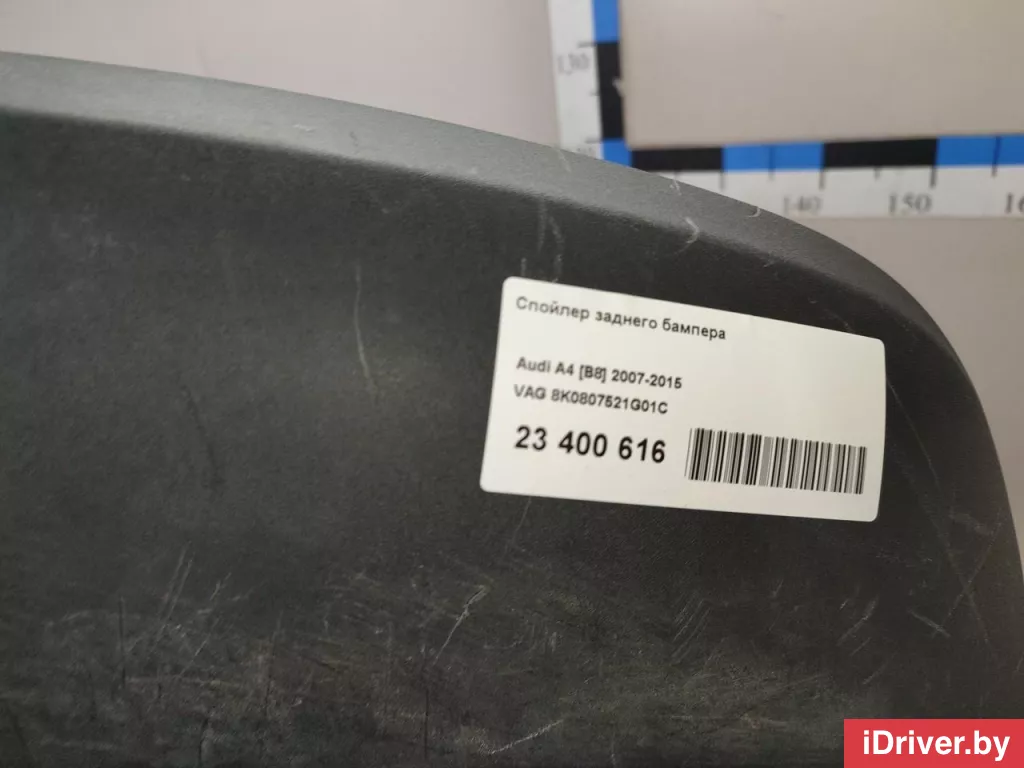 130
140
150
Спойлер заднего бампера
Audi A4 [B8] 2007-2015
VAG 8K0807521G01C
23 400 616
iDriver.by